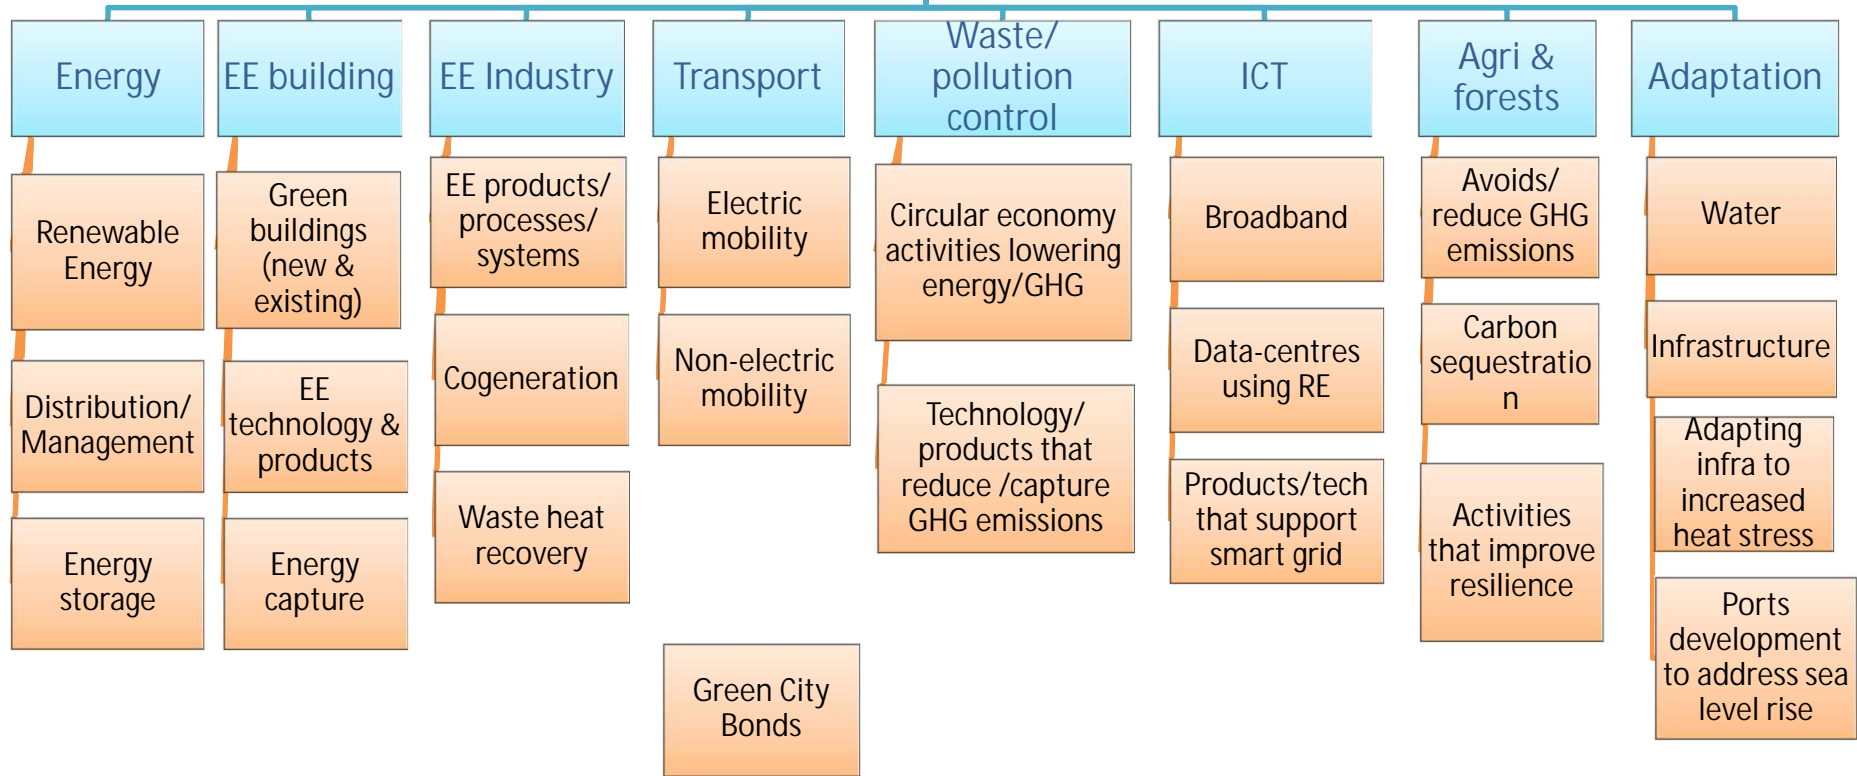 Energy
EE building
EE Industry
Transport
Waste/
pollution
control
ICT
Agri &
forests
Adaptation
Renewable
Energy
Distribution/
Management
Energy
storage
Green
buildings
(new &
existing)
EE
technology &
products
Energy
capture
EE products/
processes/
systems
Cogeneration
Waste heat
recovery
Electric
mobility
Non-electric
mobility
Green City
Bonds
Circular economy
activities lowering
energy/GHG
Technology/
products that
reduce /capture
GHG emissions
Broadband
Data-centres
using RE
Products/tech
that support
smart grid
Avoids/
reduce GHG
emissions
Carbon
sequestratio
n
Activities
that improve
resilience
Water
Infrastructure
Adapting
infra to
increased
heat stress
Ports
development
to address sea
level rise